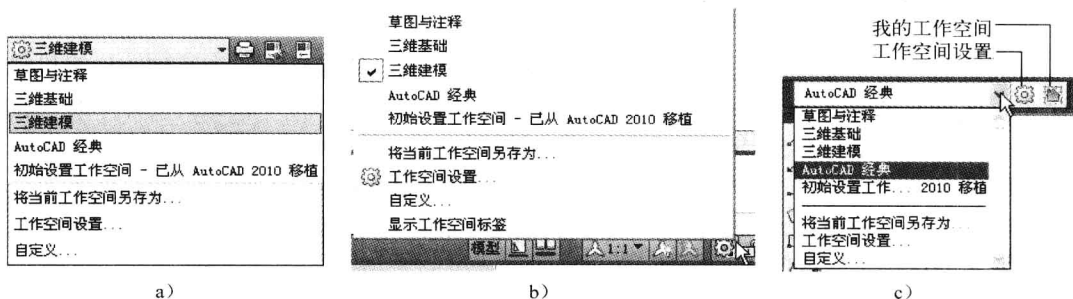 三维建模
草图与注释
三维基础
三维建模
AutoCAD 经典
初始设置工作空间 - 已从 AutoCAD 2010 移植
将当前工作空间另存为...
工作空间设置...
自定义...
a)
草图与注释
三维基础
三维建模
AutoCAD 经典
初始设置工作空间 - 已从 AutoCAD 2010 移植
将当前工作空间另存为...
工作空间设置...
自定义...
显示工作空间标签
模型
1:1
b)
我的工作空间
工作空间设置
AutoCAD 经典
草图与注释
三维基础
三维建模
AutoCAD 经典
初始设置工作... 2010 移植
将当前工作空间另存为...
工作空间设置...
自定义...
c)